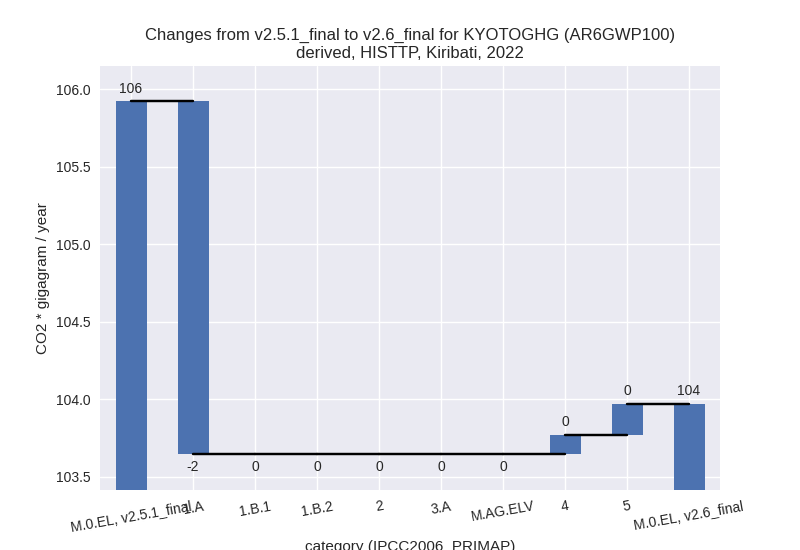 Changes from v2.5.1_final to v2.6_final for KYOTOGHG (AR6GWP100)
derived, HISTTP, Kiribati, 2022
CO2 * gigagram / year
106.0
105.5
105.0
104.5
104.0
103.5
106
-2
0
0
0
0
0
0
0
104
M.0.EL, v2.5.1_final
1.A
1.B.1
1.B.2
2
3.A
M.AG.ELV
4
5
M.0.EL, v2.6_final
category (IPCC2006_PRIMAP)